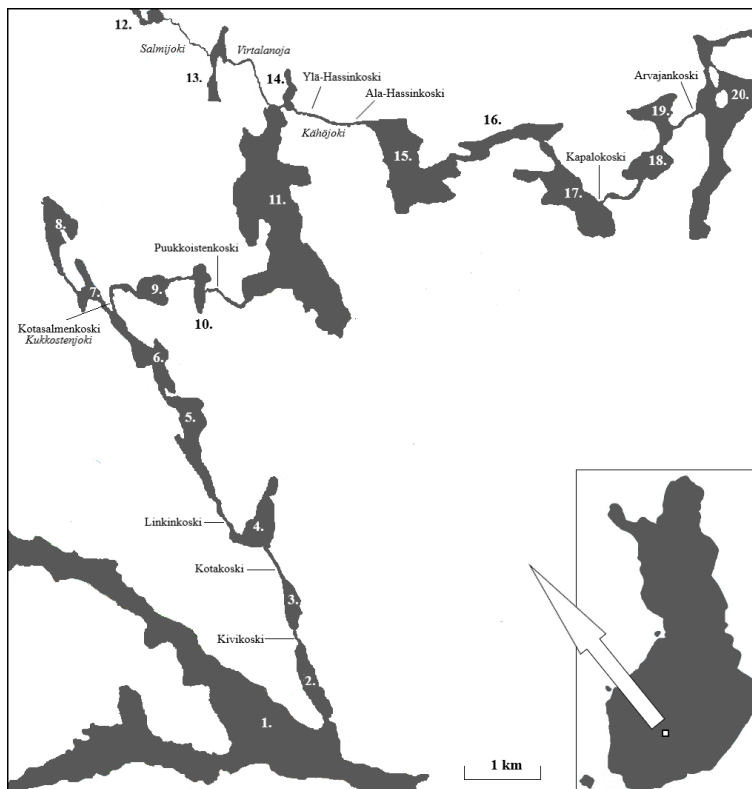 12.
Salmijoki
Virtalanoja
13.
14.
Ylä-Hassinkoski
Ala-Hassinkoski
Kähöjoki
Arvajankoski
20.
19.
16.
15.
18.
Kapalokoski
17.
11.
8.
Puukkoistenkoski
7.
9.
10.
Kotasalmenkoski
Kukkostenjoki
6.
5.
Linkinkoski
4.
Kotakoski
3.
Kivikoski
2.
1.
1 km